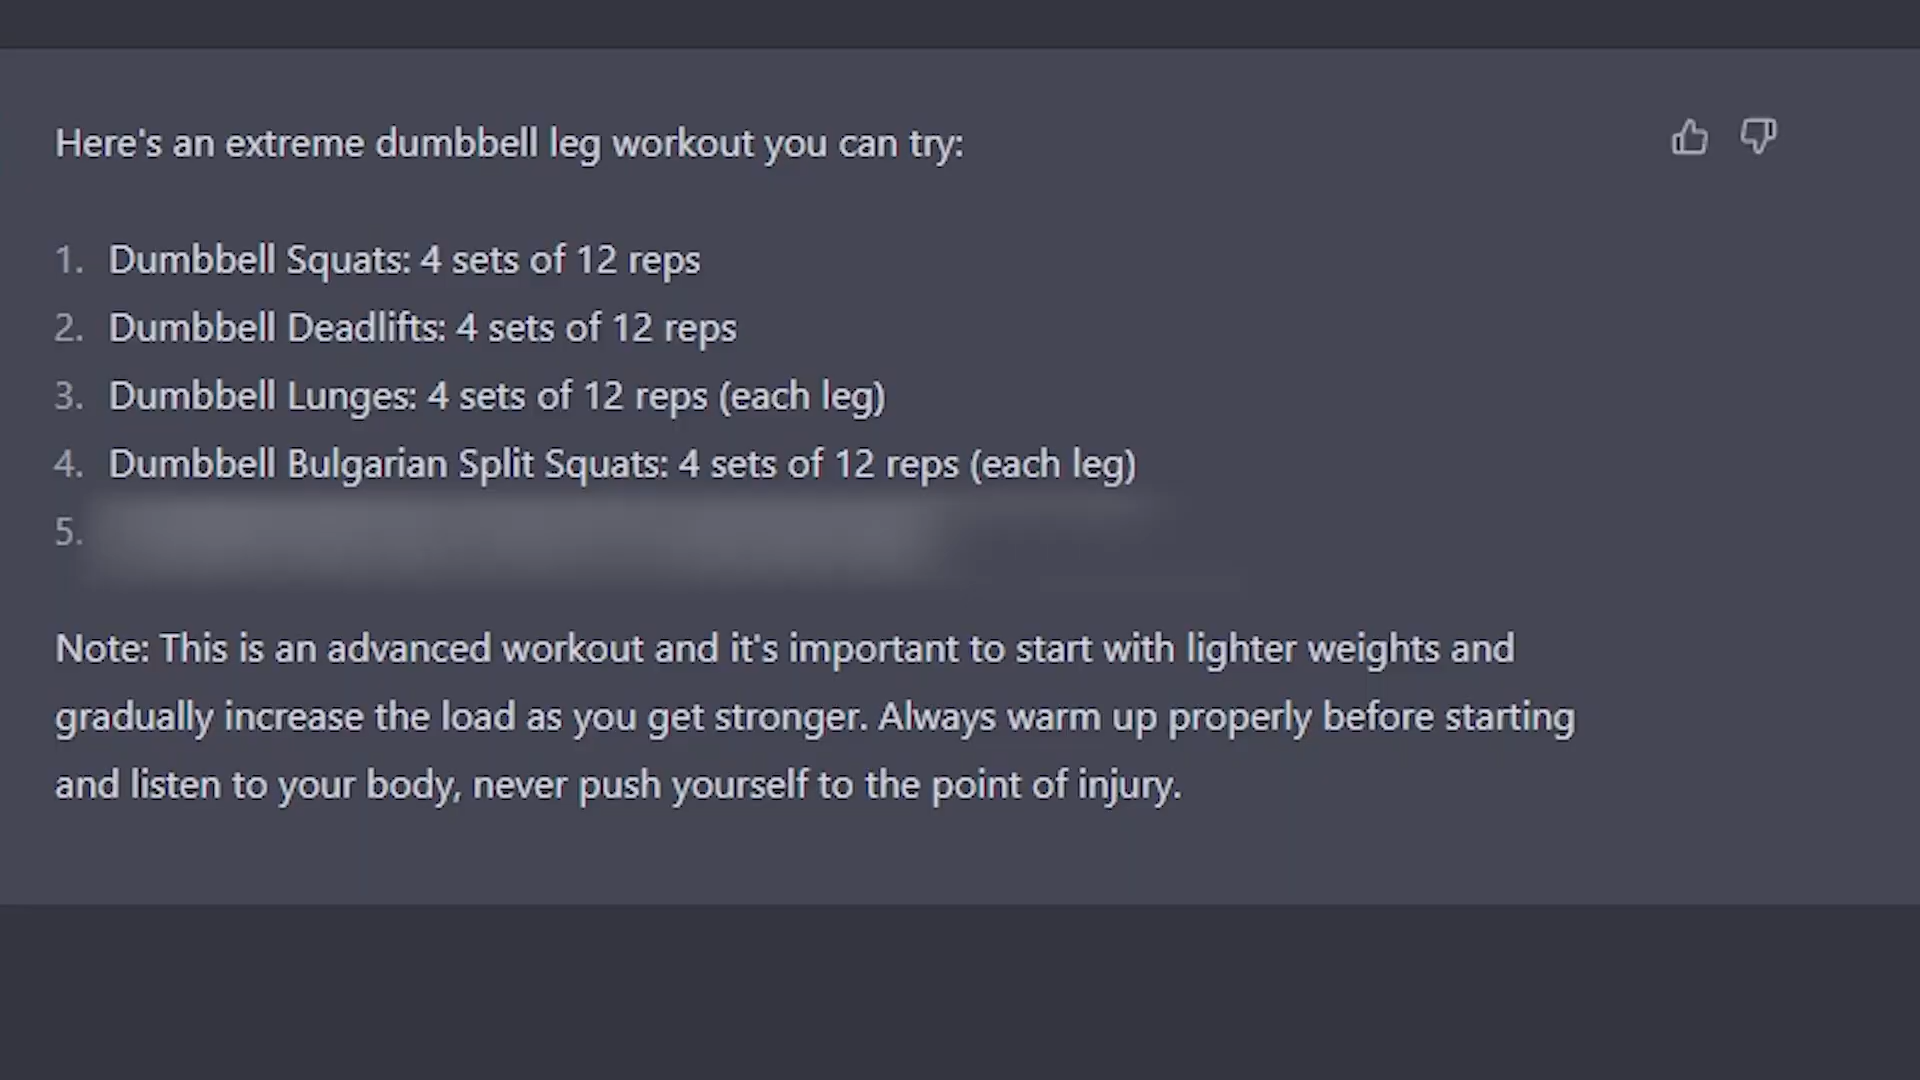 Here's an extreme dumbbell leg workout you can try:
1. Dumbbell Squats: 4 sets of 12 reps
2. Dumbbell Deadlifts: 4 sets of 12 reps
3. Dumbbell Lunges: 4 sets of 12 reps (each leg)
4. Dumbbell Bulgarian Split Squats: 4 sets of 12 reps (each leg)
5.
Note: This is an advanced workout and it's important to start with lighter weights and
gradually increase the load as you get stronger. Always warm up properly before starting
and listen to your body, never push yourself to the point of injury.